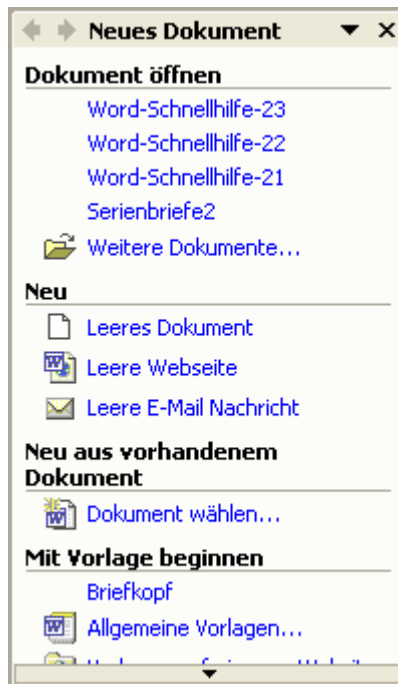 Neues Dokument
Dokument öffnen
Word-Schnellhilfe-23
Word-Schnellhilfe-22
Word-Schnellhilfe-21
Serienbriefe2
Weitere Dokumente...
Neu
Leeres Dokument
Leere Webseite
Leere E-Mail Nachricht
Neu aus vorhandenem
Dokument
Dokument wählen...
Mit Vorlage beginnen
Briefkopf
Allgemeine Vorlagen...